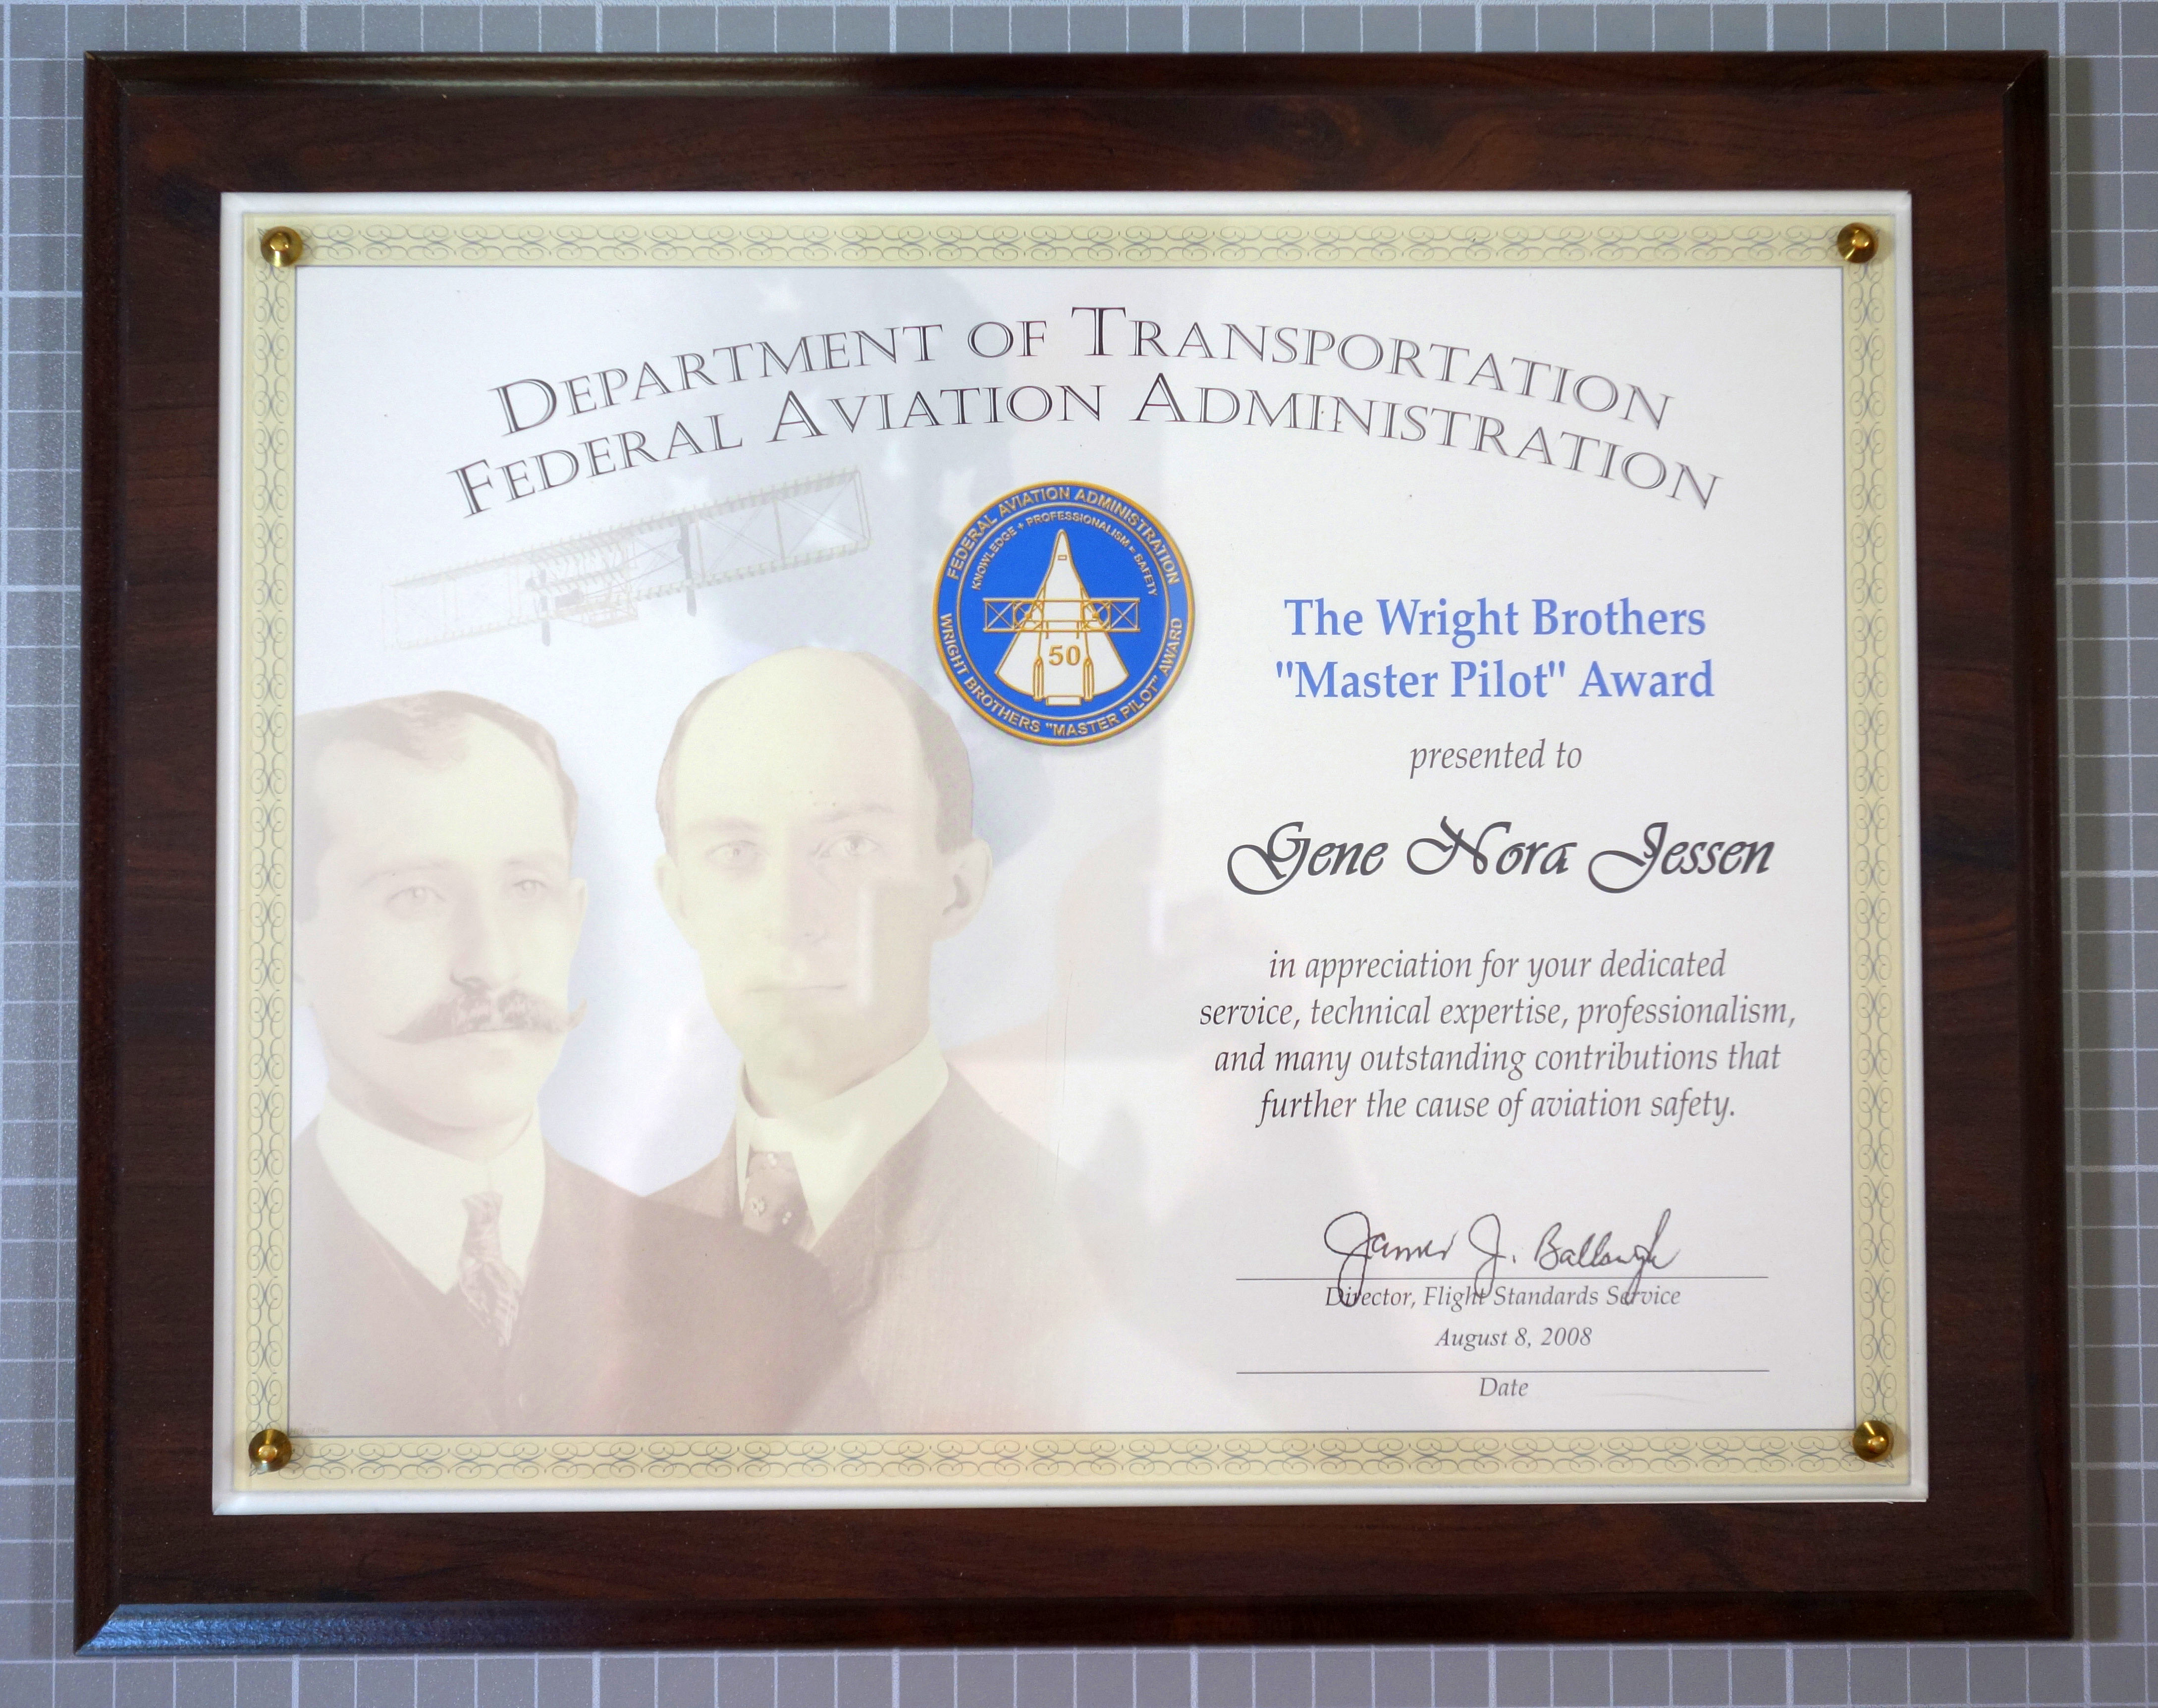 DEPARTMENT OF TRANSPORTATION
FEDERAL AVIATION ADMINISTRATION
FEDERAL AVIATION ADMINISTRATION
KNOWLEDGE + PROFESSIONALISM = SAFETY
50
WRIGHT BROTHERS "MASTER PILOT" AWARD
The Wright Brothers
"Master Pilot" Award
presented to
Gene Nora Jessen
in appreciation for your dedicated
service, technical expertise, professionalism,
and many outstanding contributions that
further the cause of aviation safety.
James J. Ballough
Director, Flight Standards Service
August 8, 2008
Date